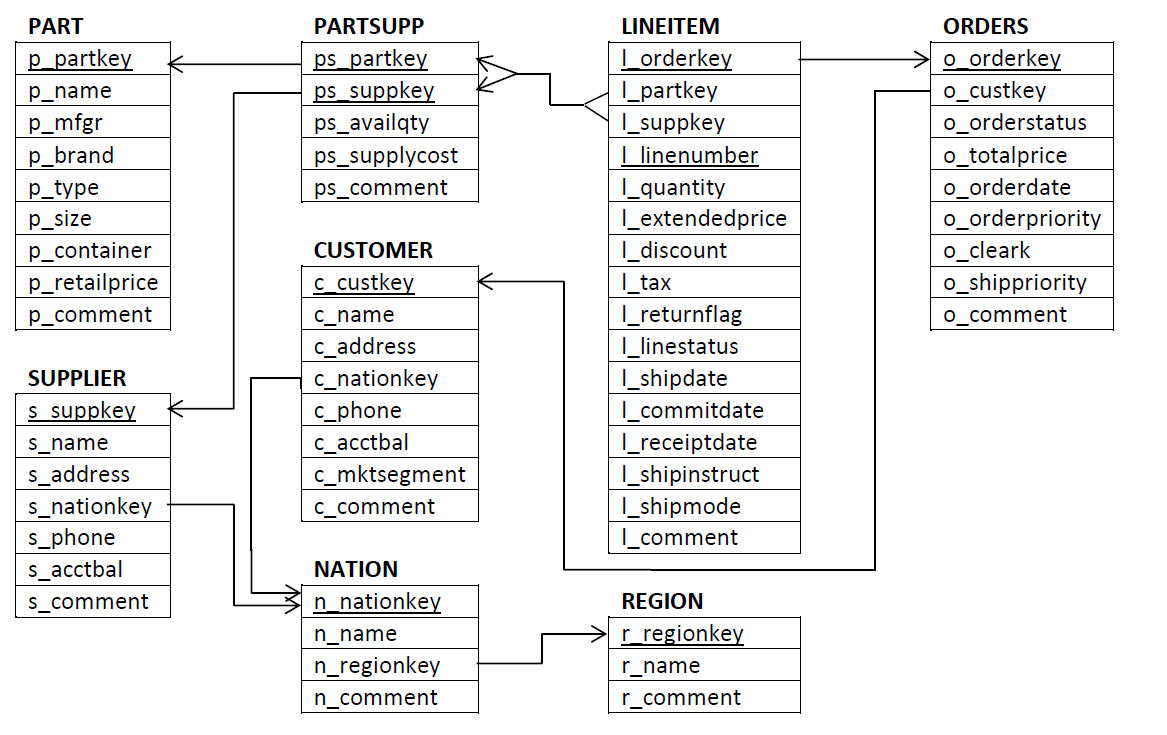 PART
p_partkey
p_name
p_mfgr
p_brand
p_type
p_size
p_container
p_retailprice
p_comment
SUPPLIER
s_suppkey
s_name
s_address
s_nationkey
s_phone
s_acctbal
s_comment
PARTSUPP
ps_partkey
ps_suppkey
ps_availqty
ps_supplycost
ps_comment
CUSTOMER
c_custkey
c_name
c_address
c_nationkey
c_phone
c_acctbal
c_mktsegment
c_comment
NATION
n_nationkey
n_name
n_regionkey
n_comment
LINEITEM
l_orderkey
l_partkey
l_suppkey
l_linenumber
l_quantity
l_extendedprice
l_discount
l_tax
l_returnflag
l_linestatus
l_shipdate
l_commitdate
l_receiptdate
l_shipinstruct
l_shipmode
l_comment
REGION
r_regionkey
r_name
r_comment
ORDERS
o_orderkey
o_custkey
o_orderstatus
o_totalprice
o_orderdate
o_orderpriority
o_cleark
o_shippriority
o_comment